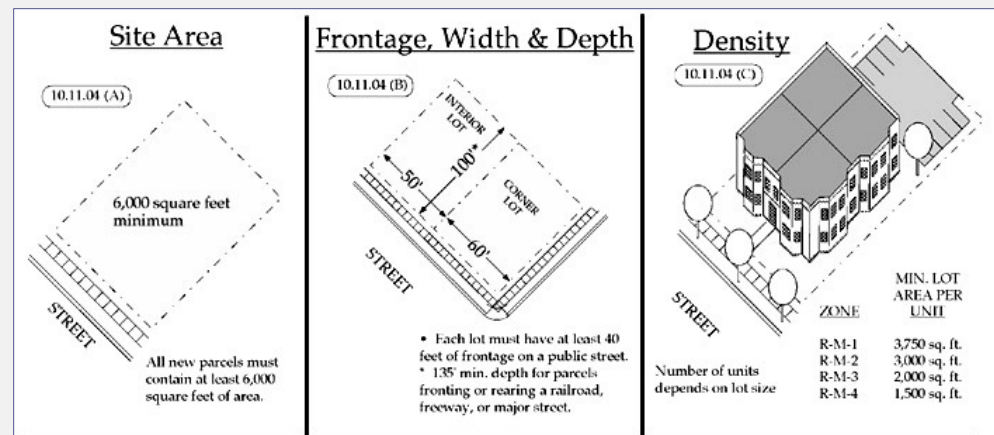 Site Area
10.11.04 (A)
6,000 square feet
minimum
STREET
All new parcels must
contain at least 6,000
square feet of area.
Frontage, Width & Depth
10.11.04 (B)
INTERIOR
LOT
50'
100'*
CORNER
LOT
60'
STREET
• Each lot must have at least 40
feet of frontage on a public street.
* 135' min. depth for parcels
fronting or rearing a railroad,
freeway, or major street.
Density
10.11.04 (C)
STREET
Number of units
depends on lot size
MIN. LOT
AREA PER
ZONE UNIT
R-M-1 3,750 sq. ft.
R-M-2 3,000 sq. ft.
R-M-3 2,000 sq. ft.
R-M-4 1,500 sq. ft.